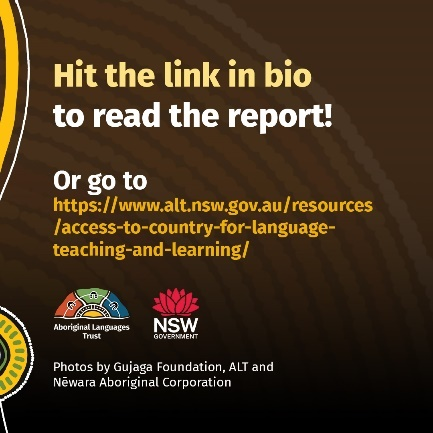 Hit the link in bio
to read the report!
Or go to
https://www.alt.nsw.gov.au/resources
/access-to-country-for-language-
teaching-and-learning/
Aboriginal Languages
Trust
NSW
GOVERNMENT
Photos by Gujaga Foundation, ALT and
Nēwara Aboriginal Corporation